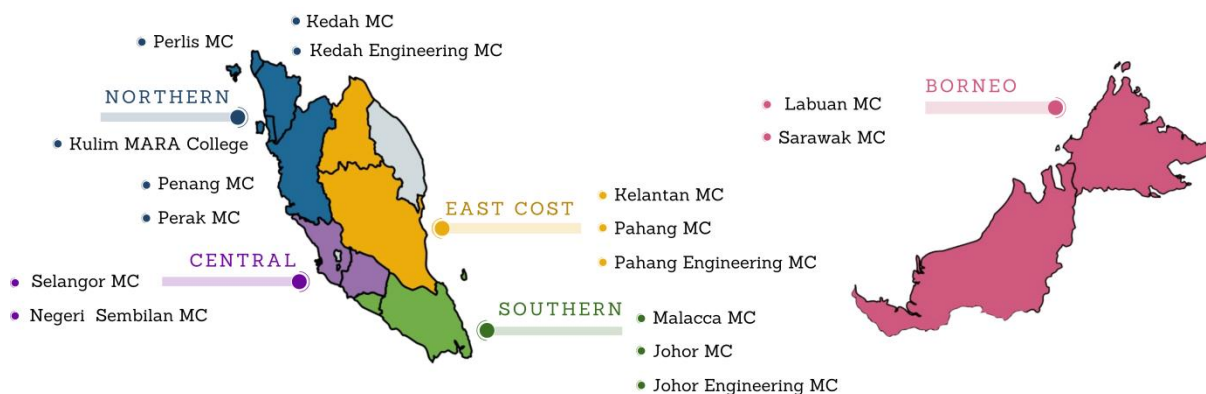 Kedah MC
Perlis MC
Kedah Engineering MC
NORTHERN
Kulim MARA College
Penang MC
Perak MC
CENTRAL
Selangor MC
Negeri Sembilan MC
EAST COST
Kelantan MC
Pahang MC
Pahang Engineering MC
SOUTHERN
Malacca MC
Johor MC
Johor Engineering MC
BORNEO
Labuan MC
Sarawak MC